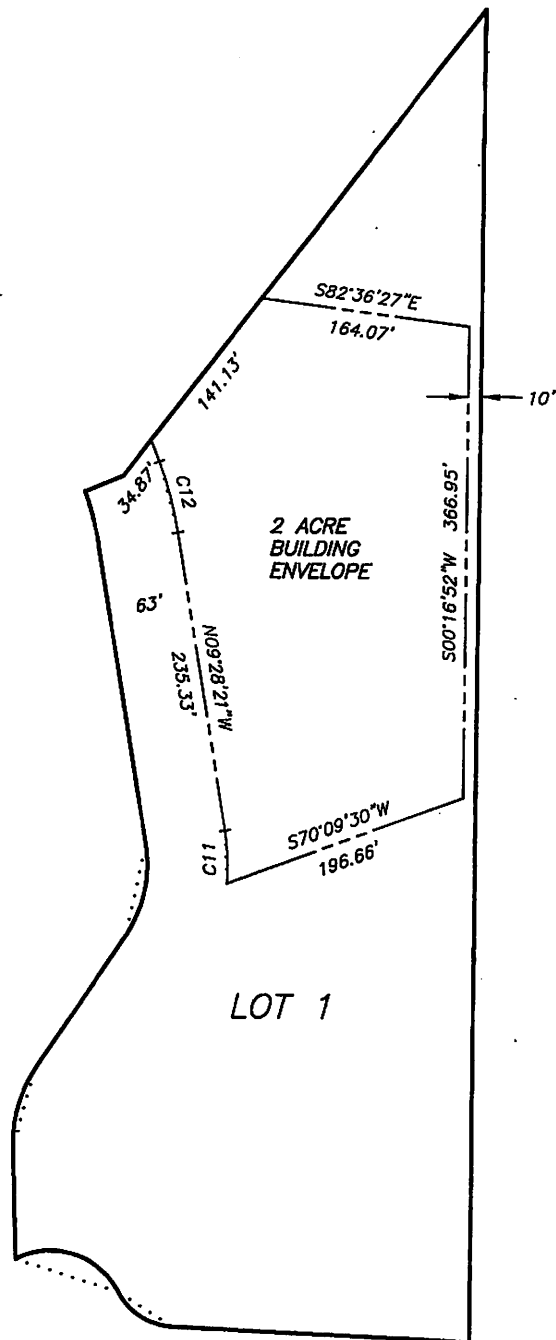 S82°36'27"E
164.07'
141.13'
10'
34.87'
C12
2 ACRE
BUILDING
ENVELOPE
366.95'
S00°16'52"W
63'
N09°28'21"W
235.33'
C11
S70°09'30"W
196.66'
LOT 1